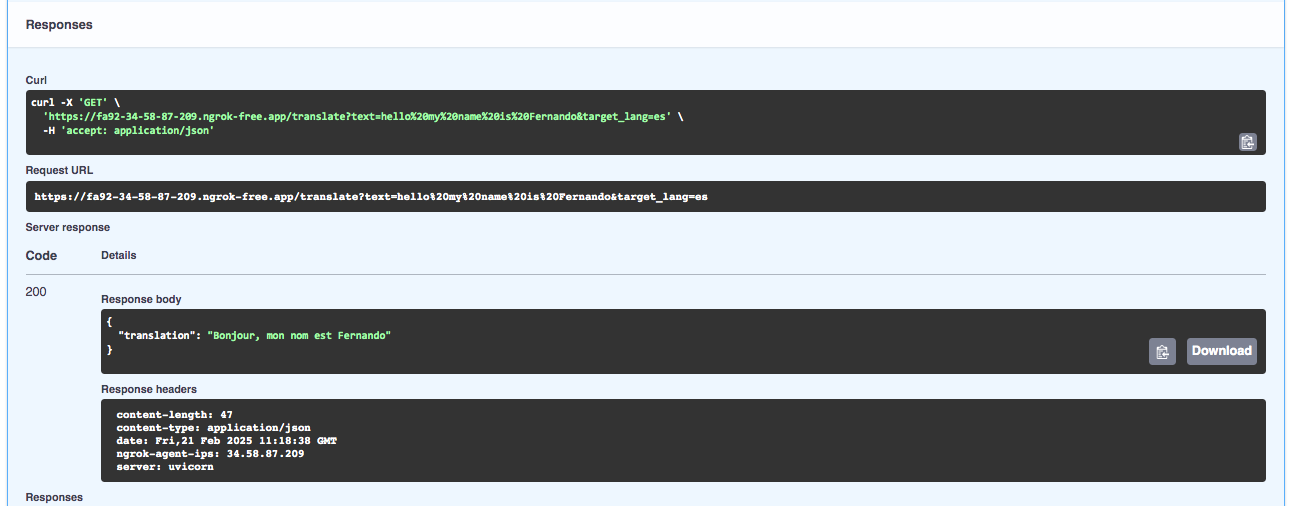 Responses
Curl
curl -X 'GET' \
'https://fa92-34-58-87-209.ngrok-free.app/translate?text=hello%20my%20name%20is%20Fernando&target_lang=es' \
-H 'accept: application/json'
Request URL
https://fa92-34-58-87-209.ngrok-free.app/translate?text=hello%20my%20name%20is%20Fernando&target_lang=es
Server response
Code Details
200
Response body
{
"translation": "Bonjour, mon nom est Fernando"
}
Download
Response headers
content-length: 47
content-type: application/json
date: Fri,21 Feb 2025 11:18:38 GMT
ngrok-agent-ips: 34.58.87.209
server: uvicorn
Responses